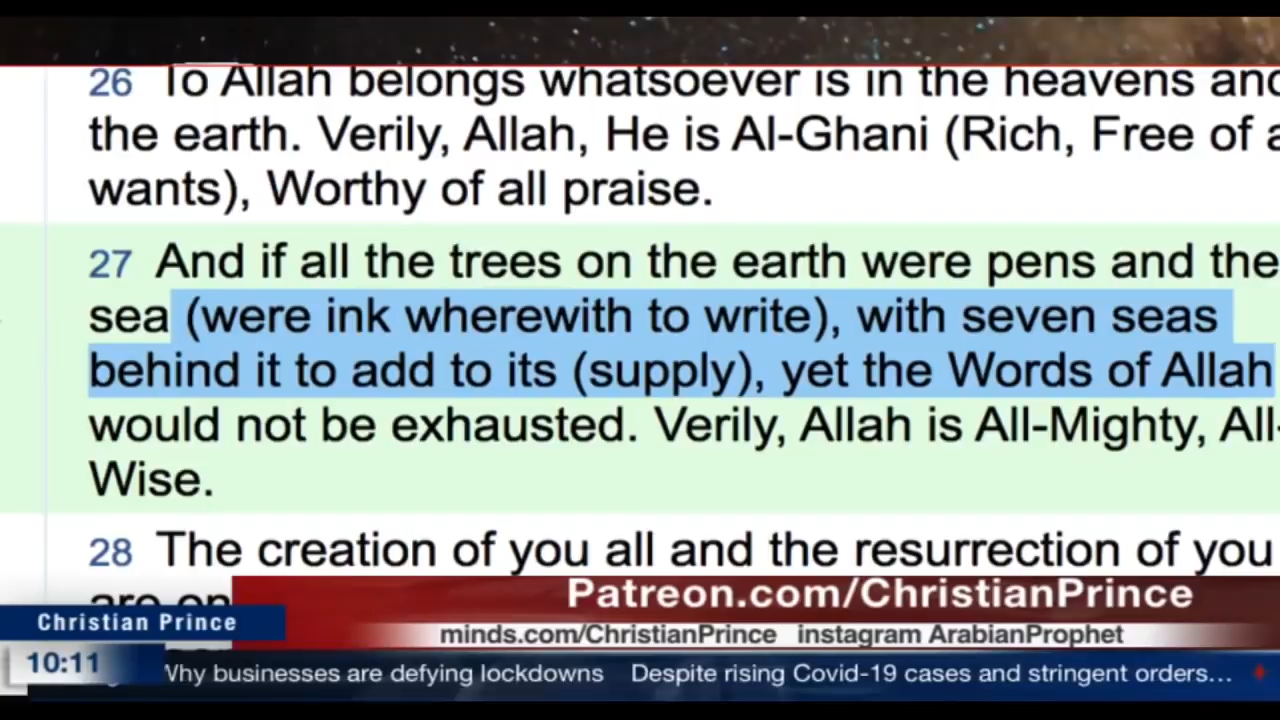 26 To Allah belongs whatsoever is in the heavens and
the earth. Verily, Allah, He is Al-Ghani (Rich, Free of a
wants), Worthy of all praise.
27 And if all the trees on the earth were pens and the
sea (were ink wherewith to write), with seven seas
behind it to add to its (supply), yet the Words of Allah
would not be exhausted. Verily, Allah is All-Mighty, All-
Wise.
28 The creation of you all and the resurrection of you
are on
Patreon.com/ChristianPrince
Christian Prince
minds.com/ChristianPrince instagram ArabianProphet
10:11
Why businesses are defying lockdowns Despite rising Covid-19 cases and stringent orders...